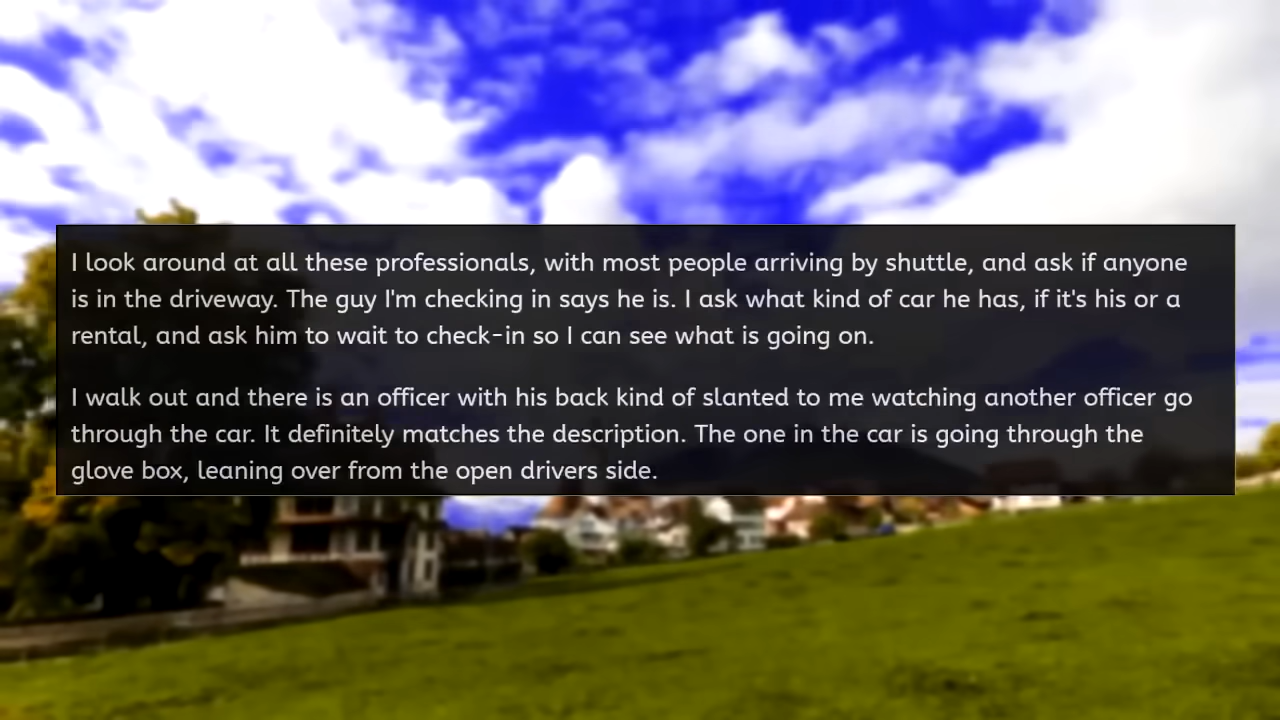 I look around at all these professionals, with most people arriving by shuttle, and ask if anyone
is in the driveway. The guy I'm checking in says he is. I ask what kind of car he has, if it's his or a
rental, and ask him to wait to check-in so I can see what is going on.
I walk out and there is an officer with his back kind of slanted to me watching another officer go
through the car. It definitely matches the description. The one in the car is going through the
glove box, leaning over from the open drivers side.